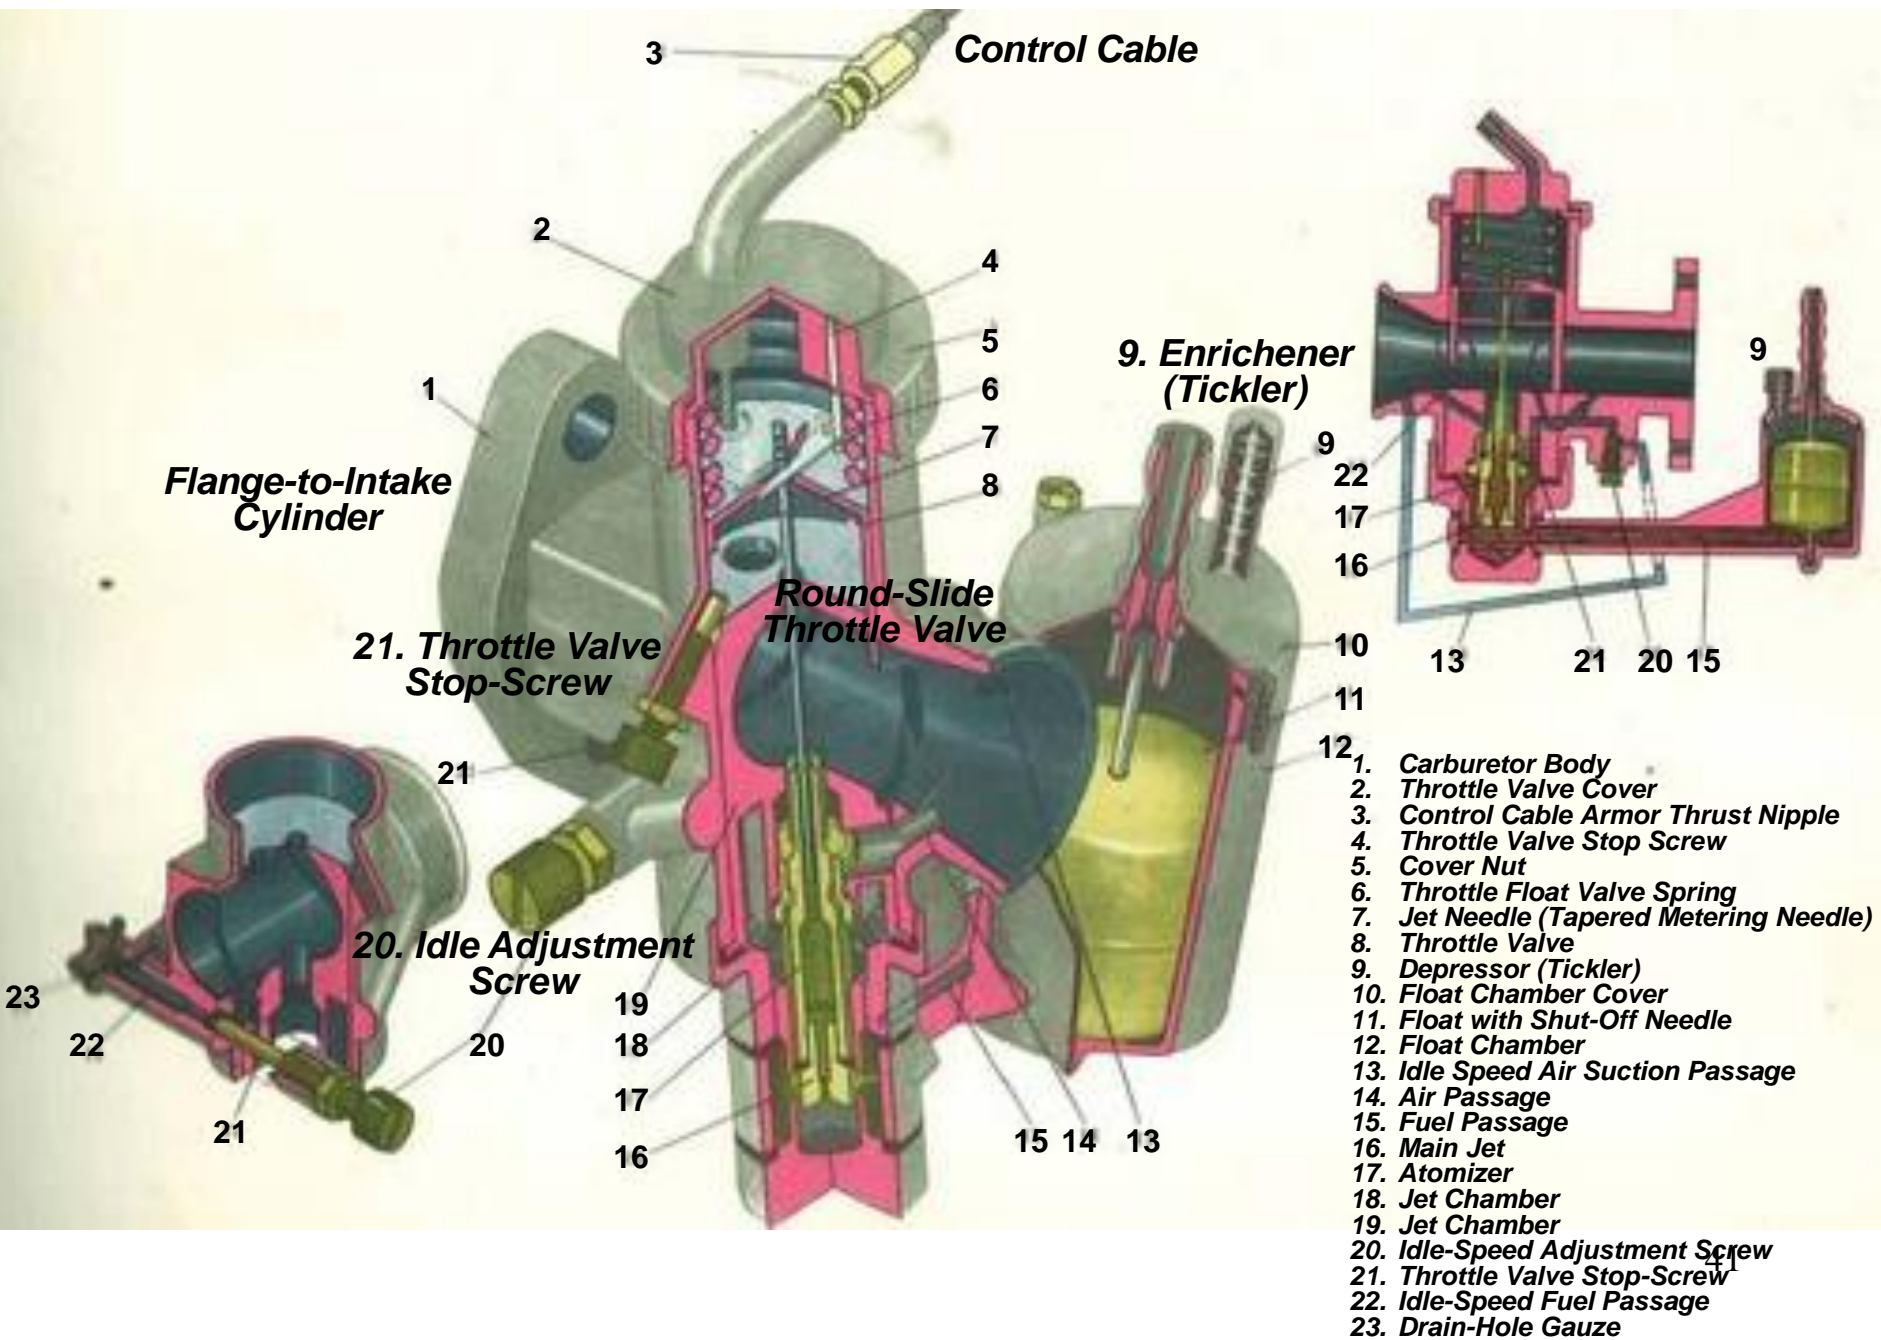 3
Control Cable
2
4
5
1
6
7
8
Flange-to-Intake
Cylinder
9. Enrichener
(Tickler)
9
Round-Slide
Throttle Valve
21. Throttle Valve
Stop-Screw
21
10
11
12
20. Idle Adjustment
Screw
23
22
21
20
19
18
17
16
15
14
13
9
22
17
16
13
21
20
15
1. Carburetor Body
2. Throttle Valve Cover
3. Control Cable Armor Thrust Nipple
4. Throttle Valve Stop Screw
5. Cover Nut
6. Throttle Float Valve Spring
7. Jet Needle (Tapered Metering Needle)
8. Throttle Valve
9. Depressor (Tickler)
10. Float Chamber Cover
11. Float with Shut-Off Needle
12. Float Chamber
13. Idle Speed Air Suction Passage
14. Air Passage
15. Fuel Passage
16. Main Jet
17. Atomizer
18. Jet Chamber
19. Jet Chamber
20. Idle-Speed Adjustment Screw
21. Throttle Valve Stop-Screw
22. Idle-Speed Fuel Passage
23. Drain-Hole Gauze
41